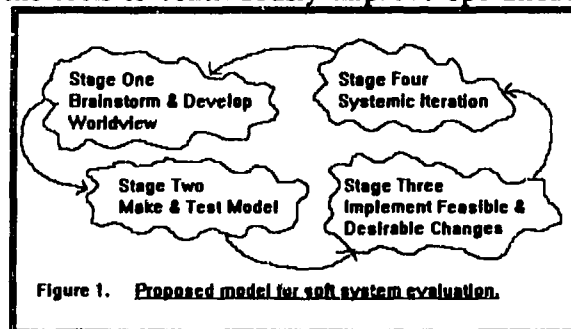 Stage One
Brainstorm & Develop
Worldview
Stage Four
Systemic Iteration
Stage Two
Make & Test Model
Stage Three
Implement Feasible &
Desirable Changes
Figure 1. Proposed model for soft system evaluation.